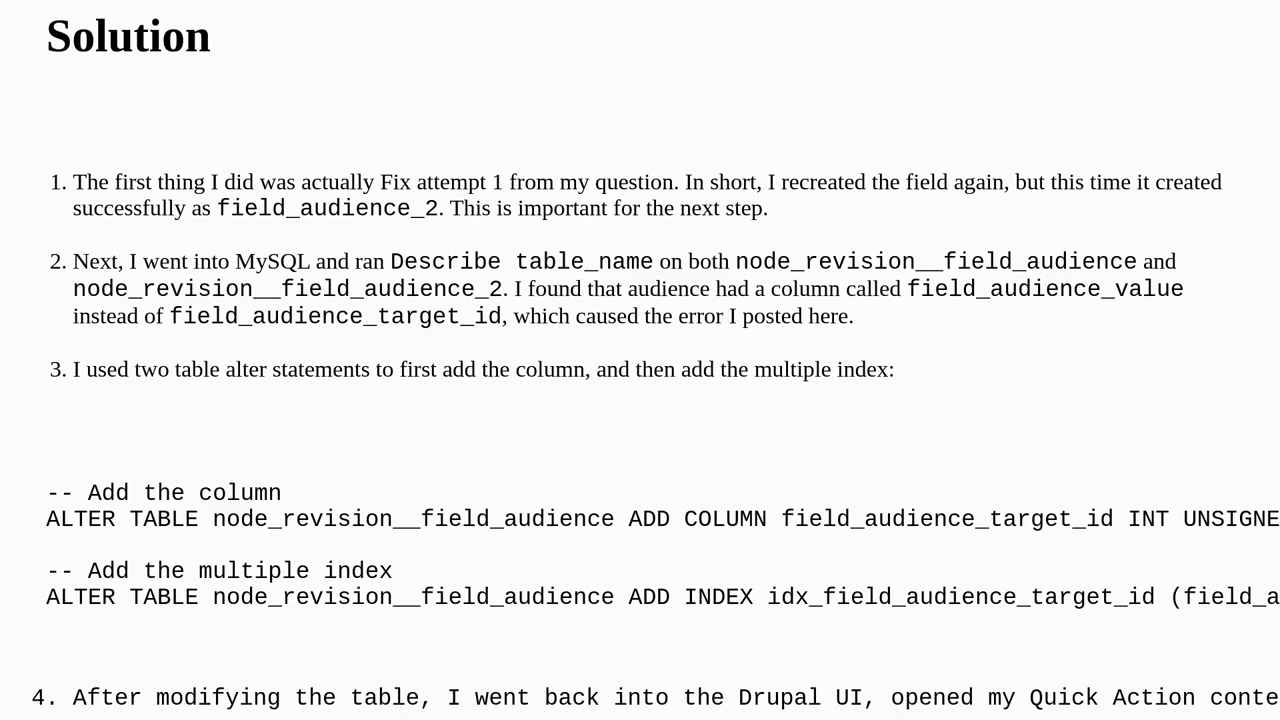 Solution
1. The first thing I did was actually Fix attempt 1 from my question. In short, I recreated the field again, but this time it created
successfully as field_audience_2. This is important for the next step.
2. Next, I went into MySQL and ran Describe table_name on both node_revision__field_audience and
node_revision__field_audience_2. I found that audience had a column called field_audience_value
instead of field_audience_target_id, which caused the error I posted here.
3. I used two table alter statements to first add the column, and then add the multiple index:
-- Add the column
ALTER TABLE node_revision__field_audience ADD COLUMN field_audience_target_id INT UNSIGNE
-- Add the multiple index
ALTER TABLE node_revision__field_audience ADD INDEX idx_field_audience_target_id (field_a
4. After modifying the table, I went back into the Drupal UI, opened my Quick Action conte